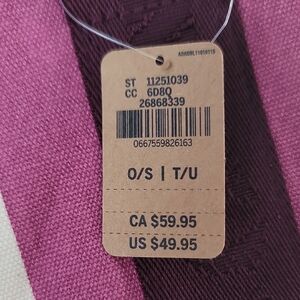 ST 11251039
CC 6D8Q
26868339
0667559826163
O/S | T/U
CA $59.95
US $49.95